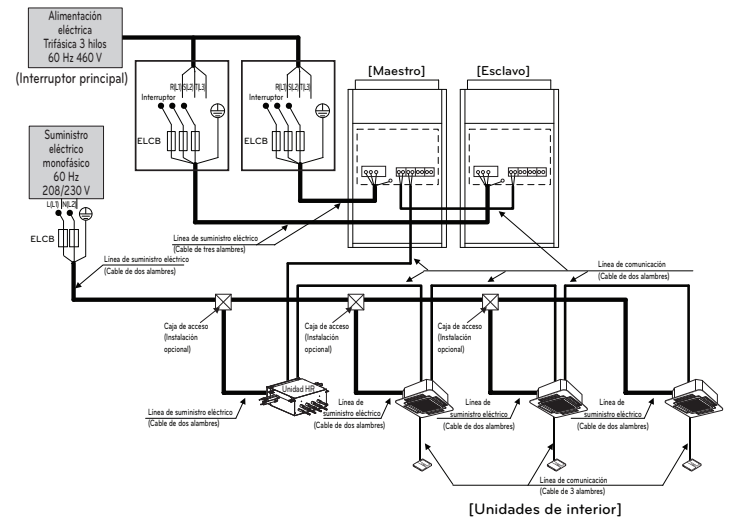 Alimentación
eléctrica
Trifásica 3 hilos
60 Hz 460 V
(Interruptor principal)
R(L1) S(L2) T(L3)
Interruptor
ELCB
R(L1) S(L2) T(L3)
Interruptor
ELCB
[Maestro]
[Esclavo]
Suministro
eléctrico
monofásico
60 Hz
208/230 V
L(L1) N(L2)
ELCB
Línea de suministro eléctrico
(Cable de dos alambres)
Línea de suministro eléctrico
(Cable de tres alambres)
Línea de comunicación
(Cable de dos alambres)
Caja de acceso
(Instalación
opcional)
Caja de acceso
(Instalación
opcional)
Caja de acceso
(Instalación
opcional)
Unidad HR
Línea de suministro eléctrico
(Cable de dos alambres)
Línea de
suministro eléctrico
(Cable de dos alambres)
Línea de
suministro eléctrico
(Cable de dos alambres)
Línea de
suministro eléctrico
(Cable de dos alambres)
Línea de comunicación
(Cable de 3 alambres)
[Unidades de interior]